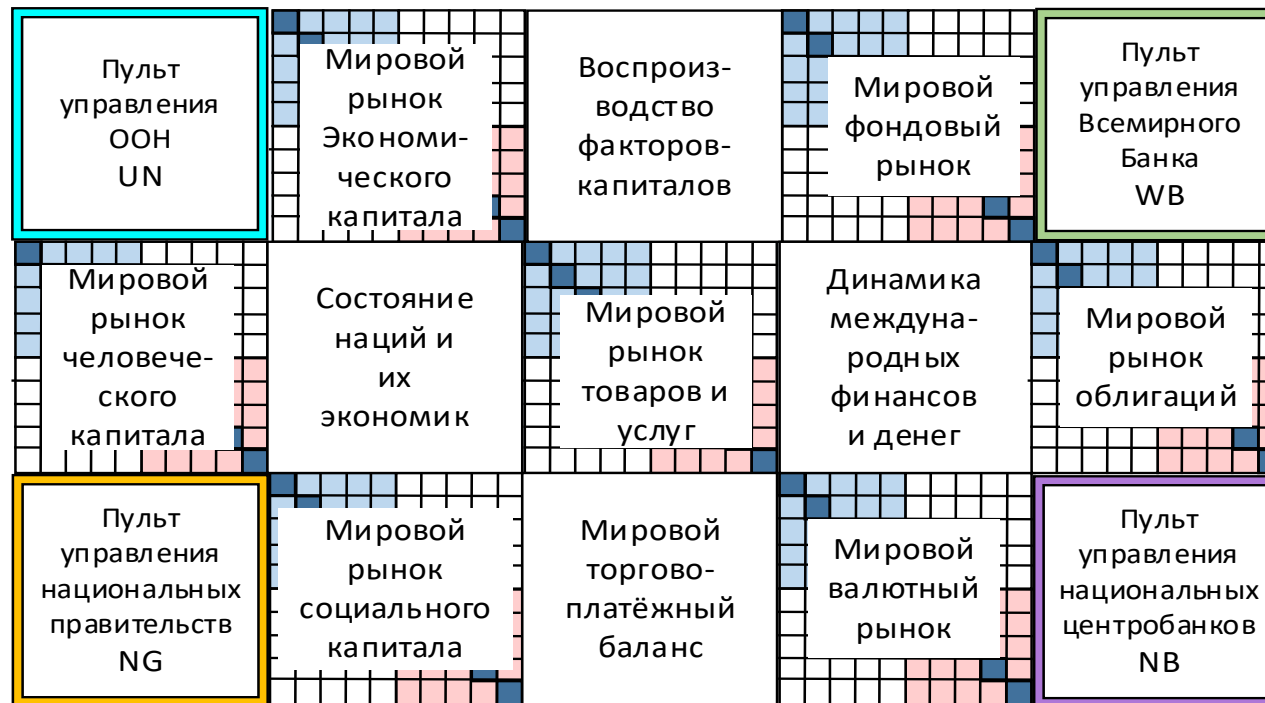 Пульт
управления
ООН
UN
Мировой
рынок
Экономи-
ческого
капитала
Воспроиз-
водство
факторов-
капиталов
Мировой
фондовый
рынок
Пульт
управления
Всемирного
Банка
WB
Мировой
рынок
человече-
ского
капитала
Состояние
наций и
их
экономик
Мировой
рынок
товаров и
услуг
Динамика
междуна-
родных
финансов
и денег
Мировой
рынок
облигаций
Пульт
управления
национальных
правительств
NG
Мировой
рынок
социального
капитала
Мировой
торгово-
платёжный
баланс
Мировой
валютный
рынок
Пульт
управления
национальных
центробанков
NB